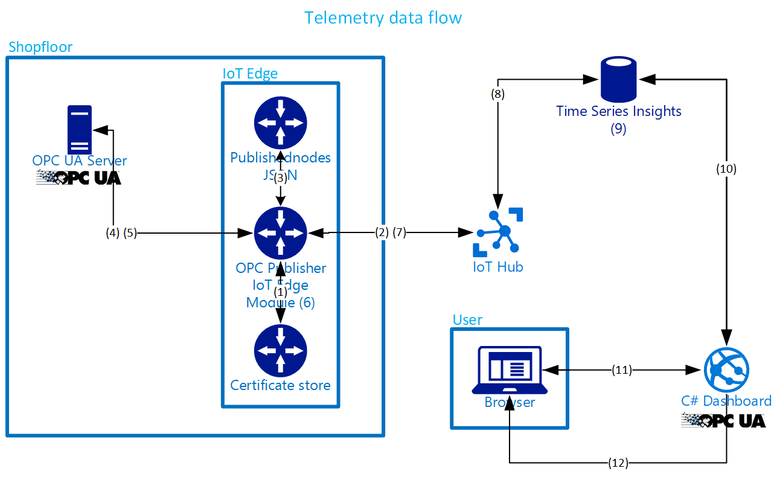 Telemetry data flow
Shopfloor
IoT Edge
OPC UA Server
OPC UA
Publishednodes
JSON
(3)
(4) (5)
OPC Publisher
IoT Edge
Module (6)
(1)
Certificate store
(2) (7)
IoT Hub
(8)
Time Series Insights
(9)
(10)
User
Browser
(11)
C# Dashboard
OPC UA
(12)